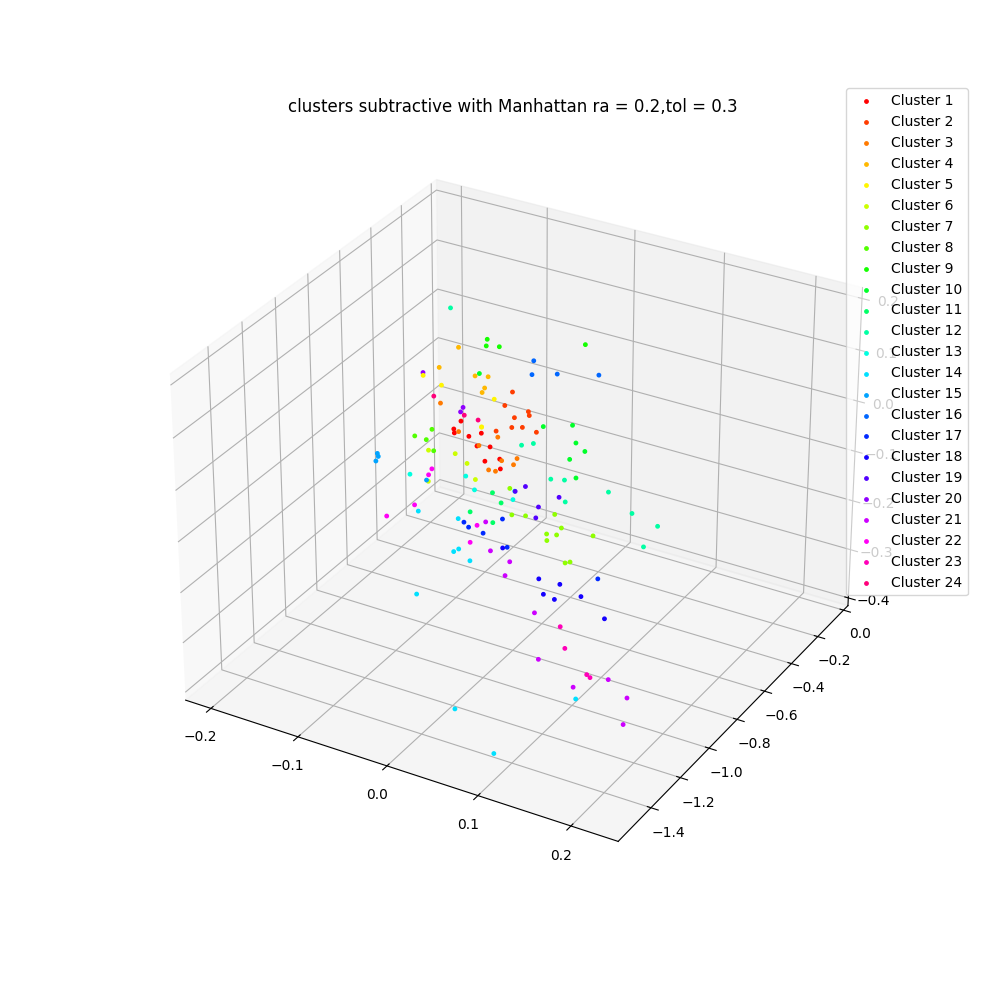 clusters subtractive with Manhattan ra = 0.2,tol = 0.3
Cluster 1
Cluster 2
Cluster 3
Cluster 4
Cluster 5
Cluster 6
Cluster 7
Cluster 8
Cluster 9
Cluster 10
Cluster 11
Cluster 12
Cluster 13
Cluster 14
Cluster 15
Cluster 16
Cluster 17
Cluster 18
Cluster 19
Cluster 20
Cluster 21
Cluster 22
Cluster 23
Cluster 24
0.2
0.1
0.0
−0.1
−0.2
−0.3
−0.4
0.0
−0.2
−0.4
−0.6
−0.8
−1.0
−1.2
−1.4
−0.2
−0.1
0.0
0.1
0.2